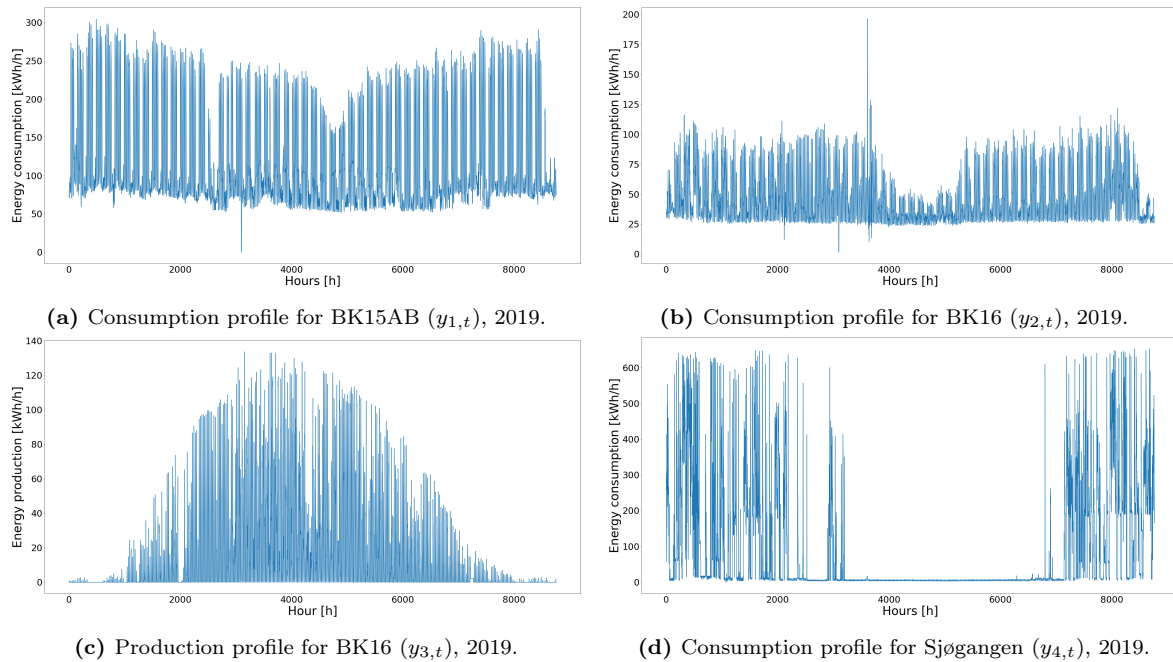 Energy consumption [kWh/h]
300
250
200
150
100
50
0
0 2000 4000 6000 8000
Hours [h]
(a) Consumption profile for BK15AB (y1,t), 2019.
Energy consumption [kWh/h]
200
175
150
125
100
75
50
25
0
0 2000 4000 6000 8000
Hours [h]
(b) Consumption profile for BK16 (y2,t), 2019.
Energy production [kWh/h]
140
120
100
80
60
40
20
0
0 2000 4000 6000 8000
Hour [h]
(c) Production profile for BK16 (y3,t), 2019.
Energy consumption [kWh/h]
600
500
400
300
200
100
0
0 2000 4000 6000 8000
Hours [h]
(d) Consumption profile for Sjøgangen (y4,t), 2019.